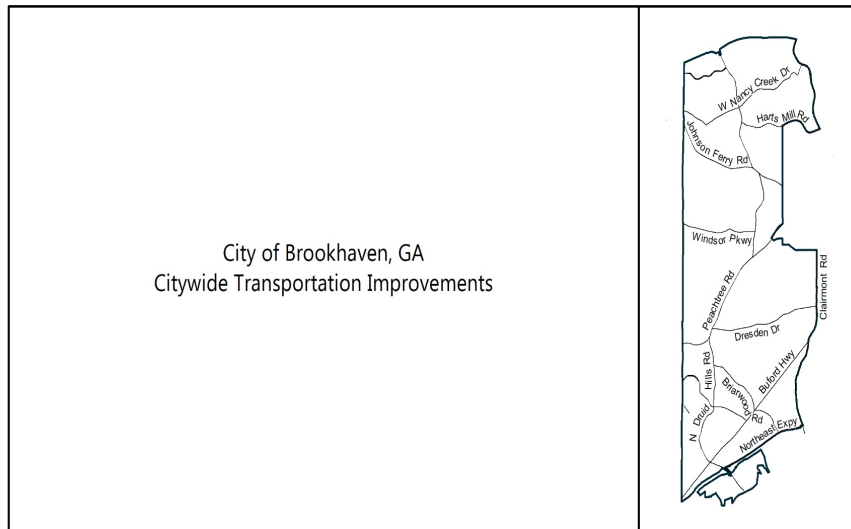 City of Brookhaven, GA
Citywide Transportation Improvements
W Nancy Creek Dr
Harts Mill Rd
Johnson Ferry Rd
Windsor Pkwy
Clairmont Rd
Peachtree Rd
Dresden Dr
Buford Hwy
N Druid Hills Rd
Briarwood Rd
Northeast Expy